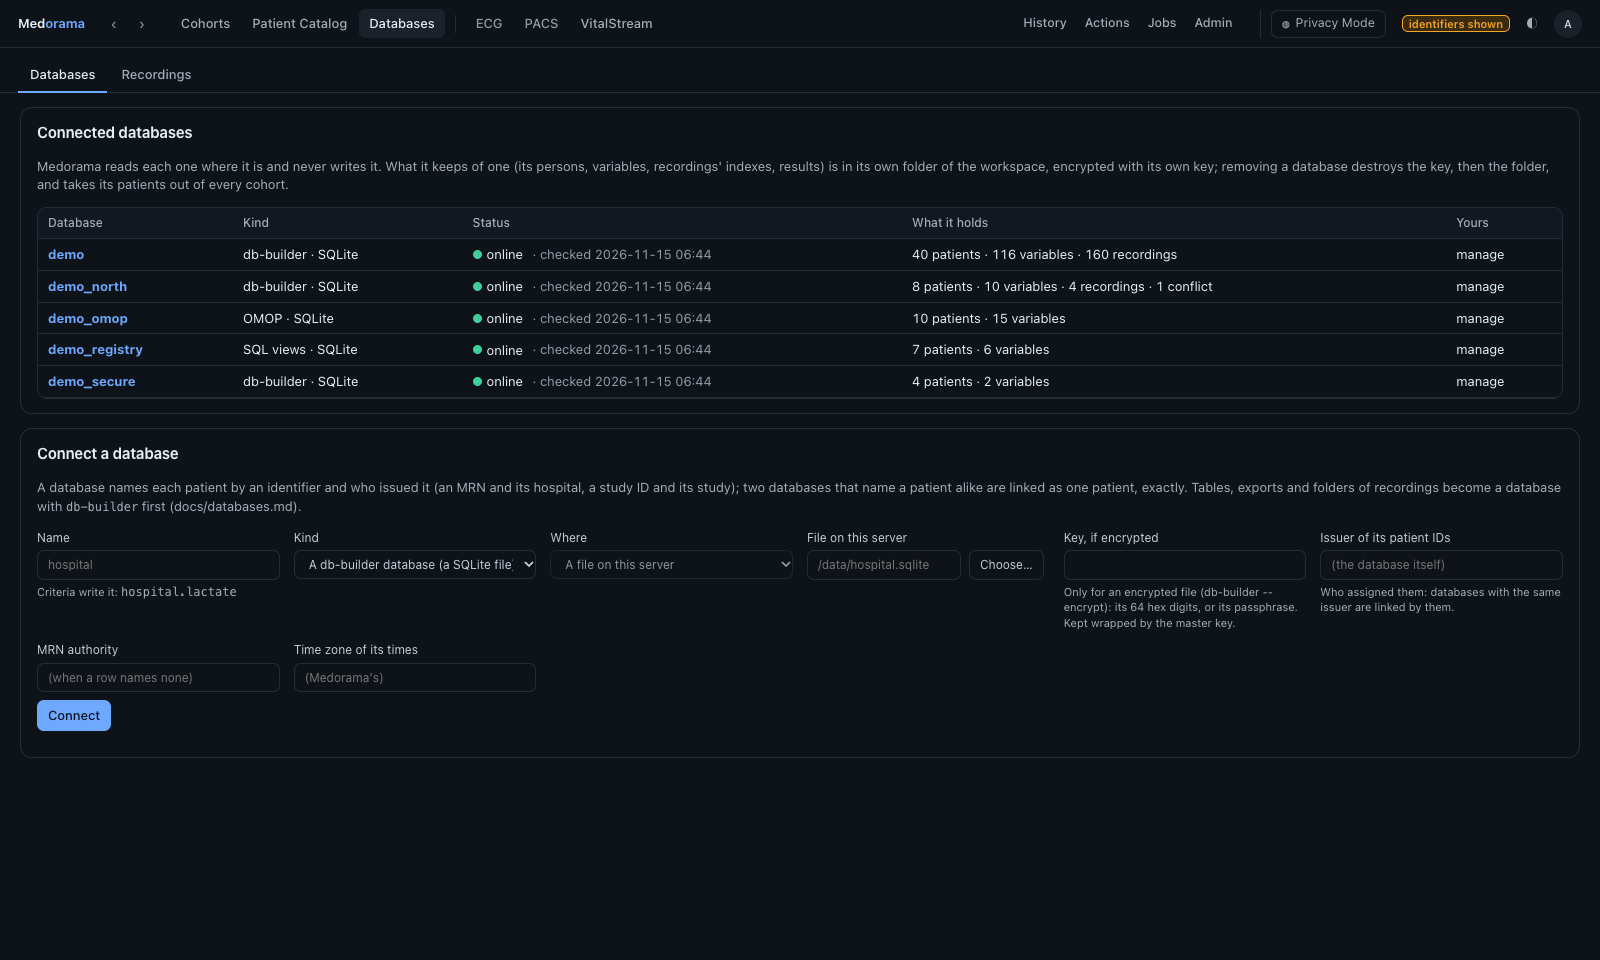 Medorama ‹ › Cohorts Patient Catalog Databases ECG PACS VitalStream History Actions Jobs Admin Privacy Mode identifiers shown A
Databases Recordings
Connected databases
Medorama reads each one where it is and never writes it. What it keeps of one (its persons, variables, recordings' indexes, results) is in its own folder of the workspace, encrypted with its own key; removing a database destroys the key, then the folder,
and takes its patients out of every cohort.
Database Kind Status What it holds Yours
demo db-builder · SQLite online · checked 2026-11-15 06:44 40 patients · 116 variables · 160 recordings manage
demo_north db-builder · SQLite online · checked 2026-11-15 06:44 8 patients · 10 variables · 4 recordings · 1 conflict manage
demo_omop OMOP · SQLite online · checked 2026-11-15 06:44 10 patients · 15 variables manage
demo_registry SQL views · SQLite online · checked 2026-11-15 06:44 7 patients · 6 variables manage
demo_secure db-builder · SQLite online · checked 2026-11-15 06:44 4 patients · 2 variables manage
Connect a database
A database names each patient by an identifier and who issued it (an MRN and its hospital, a study ID and its study); two databases that name a patient alike are linked as one patient, exactly. Tables, exports and folders of recordings become a database
with db-builder first (docs/databases.md).
Name Kind Where File on this server Key, if encrypted Issuer of its patient IDs
hospital A db-builder database (a SQLite file) A file on this server /data/hospital.sqlite Choose... (the database itself)
Criteria write it: hospital.lactate
Only for an encrypted file (db-builder --
encrypt): its 64 hex digits, or its passphrase.
Kept wrapped by the master key.
Who assigned them: databases with the same
issuer are linked by them.
MRN authority Time zone of its times
(when a row names none) (Medorama's)
Connect